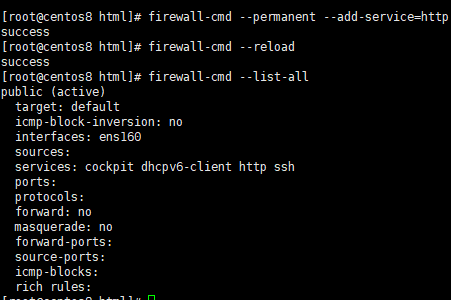 [root@centos8 html]# firewall-cmd --permanent --add-service=http
success
[root@centos8 html]# firewall-cmd --reload
success
[root@centos8 html]# firewall-cmd --list-all
public (active)
  target: default
  icmp-block-inversion: no
  interfaces: ens160
  sources:
  services: cockpit dhcpv6-client http ssh
  ports:
  protocols:
  forward: no
  masquerade: no
  forward-ports:
  source-ports:
  icmp-blocks:
  rich rules:
[root@centos8 html]#